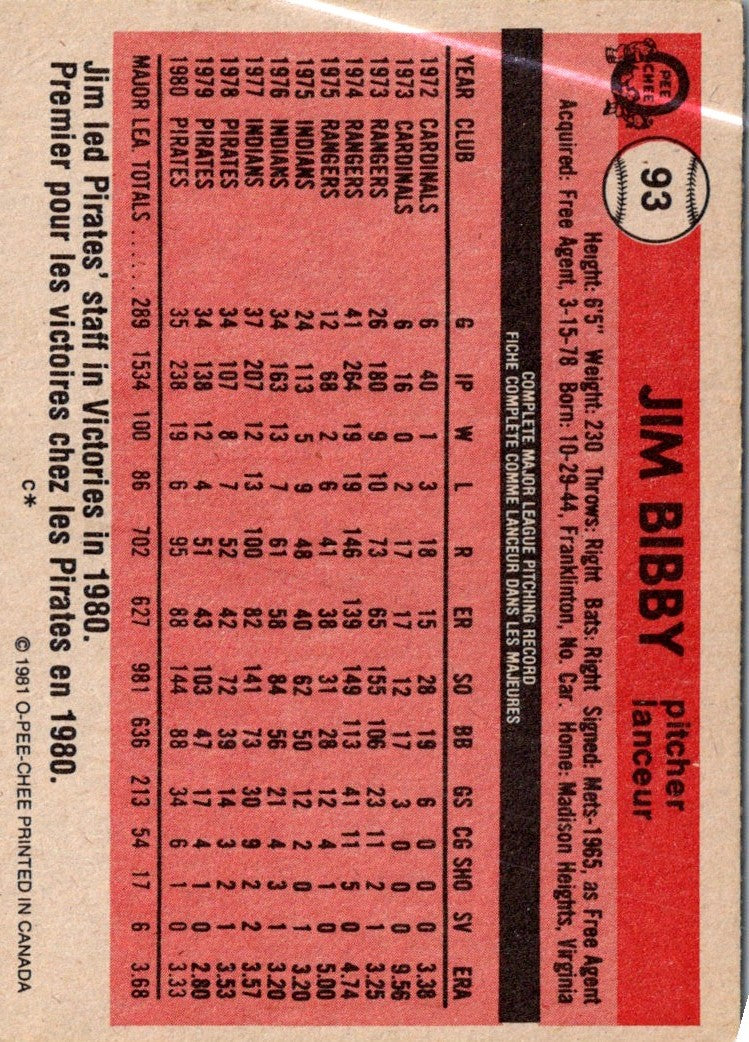 O PEE CHEE
93
JIM BIBBY
pitcher
lanceur
Height: 6'5" Weight: 230 Throws: Right Bats: Right Signed: Mets-1965, as Free Agent
Acquired: Free Agent, 3-15-78 Born: 10-29-44, Franklinton, No. Car. Home: Madison Heights, Virginia
COMPLETE MAJOR LEAGUE PITCHING RECORD
FICHE COMPLETE COMME LANCEUR DANS LES MAJEURES
YEAR CLUB G IP W L R ER SO BB GS CG SHO SV ERA
1972 CARDINALS 6 40 1 3 18 15 28 19 6 0 0 0 3.38
1973 CARDINALS 6 16 0 2 17 17 12 17 3 0 0 0 9.56
1973 RANGERS 26 180 9 10 73 65 155 106 23 11 2 1 3.25
1974 RANGERS 41 264 19 19 146 139 149 113 41 11 5 0 4.74
1975 RANGERS 12 68 2 6 41 38 31 28 12 4 1 0 5.00
1975 INDIANS 24 113 5 9 48 40 62 50 12 2 0 1 3.20
1976 INDIANS 34 163 13 7 61 58 84 56 21 4 3 1 3.20
1977 INDIANS 37 207 12 13 100 82 141 73 30 9 2 2 3.57
1978 PIRATES 34 107 8 7 52 42 72 39 14 3 2 1 3.53
1979 PIRATES 34 138 12 4 51 43 103 47 17 4 1 0 2.80
1980 PIRATES 35 238 19 6 95 88 144 88 34 6 1 0 3.33
MAJOR LEA. TOTALS ...... 289 1534 100 86 702 627 981 636 213 54 17 6 3.68
Jim led Pirates' staff in Victories in 1980.
Premier pour les victoires chez les Pirates en 1980.
C*
© 1981 O-PEE-CHEE PRINTED IN CANADA